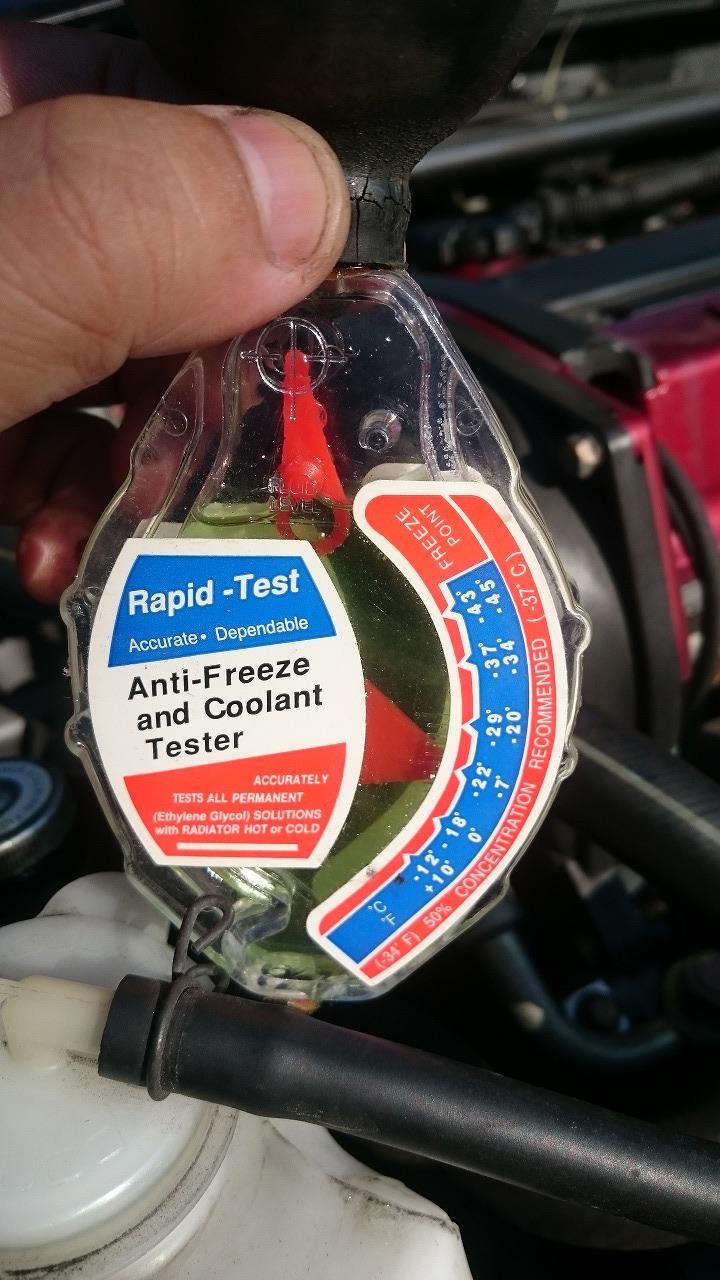 FLUID
LEVEL
Rapid -Test
Accurate• Dependable
Anti-Freeze
and Coolant
Tester
ACCURATELY
TESTS ALL PERMANENT
(Ethylene Glycol) SOLUTIONS
with RADIATOR HOT or COLD
FREEZE
POINT
-43° -45°
-37° -34°
-29° -20°
-22° -7°
-18° 0°
-12° +10°
°C
°F
(-34° F) 50% CONCENTRATION RECOMMENDED (-37° C)